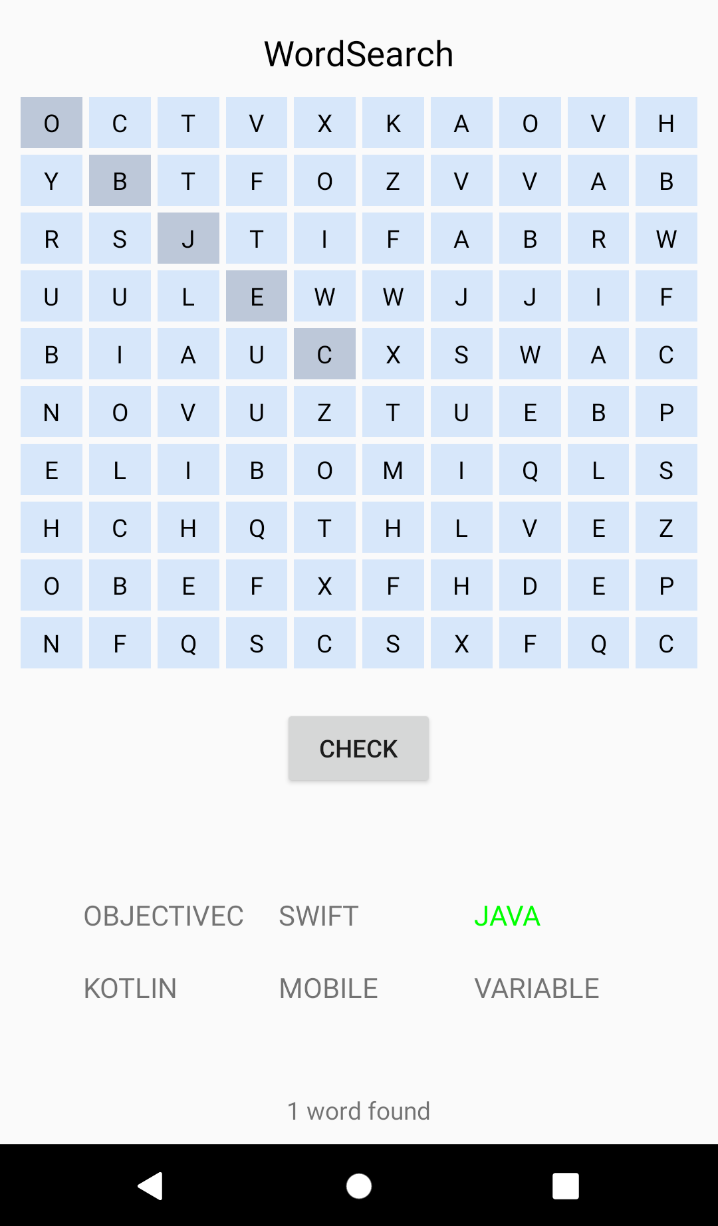 WordSearch
O C T V X K A O V H
Y B T F O Z V V A B
R S J T I F A B R W
U U L E W W J J I F
B I A U C X S W A C
N O V U Z T U E B P
E L I B O M I Q L S
H C H Q T H L V E Z
O B E F X F H D E P
N F Q S C S X F Q C
CHECK
OBJECTIVEC SWIFT JAVA
KOTLIN MOBILE VARIABLE
1 word found